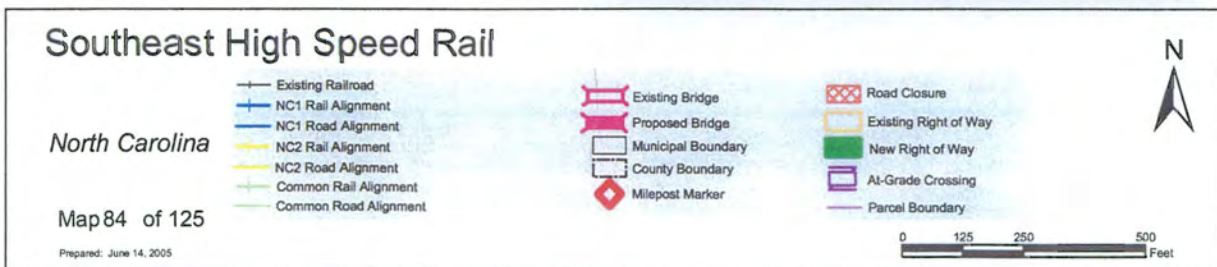 Southeast High Speed Rail
North Carolina
Map 84 of 125
Prepared: June 14, 2005
Existing Railroad
NC1 Rail Alignment
NC1 Road Alignment
NC2 Rail Alignment
NC2 Road Alignment
Common Rail Alignment
Common Road Alignment
Existing Bridge
Proposed Bridge
Municipal Boundary
County Boundary
Milepost Marker
Road Closure
Existing Right of Way
New Right of Way
At-Grade Crossing
Parcel Boundary
N
0 125 250 500
Feet